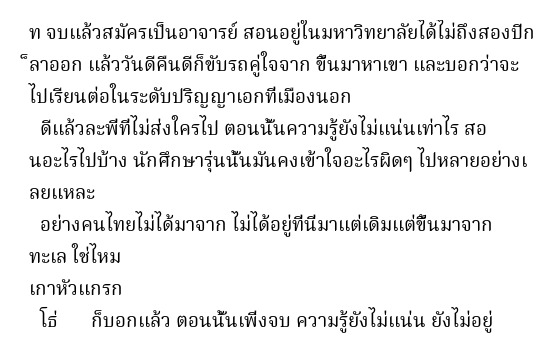 ท จบแล้วสมัครเป็นอาจารย์ สอนอยู่ในมหาวิทยาลัยได้ไม่ถึงสองปีก
็ลาออก แล้ววันดีคืนดีก็ขับรถคู่ใจจาก ขึ้นมาหาเขา และบอกว่าจะ
ไปเรียนต่อในระดับปริญญาเอกที่เมืองนอก
ดีแล้วละพี่ที่ไม่ส่งใครไป ตอนนั้นความรู้ยังไม่แน่นเท่าไร สอ
นอะไรไปบ้าง นักศึกษารุ่นนั้นมันคงเข้าใจอะไรผิดๆ ไปหลายอย่างเ
ลยแหละ
อย่างคนไทยไม่ได้มาจาก ไม่ได้อยู่ที่นี่มาแต่เดิมแต่ขึ้นมาจาก
ทะเล ใช่ไหม
เกาหัวแกรก
โธ่ ก็บอกแล้ว ตอนนั้นเพิ่งจบ ความรู้ยังไม่แน่น ยังไม่อยู่